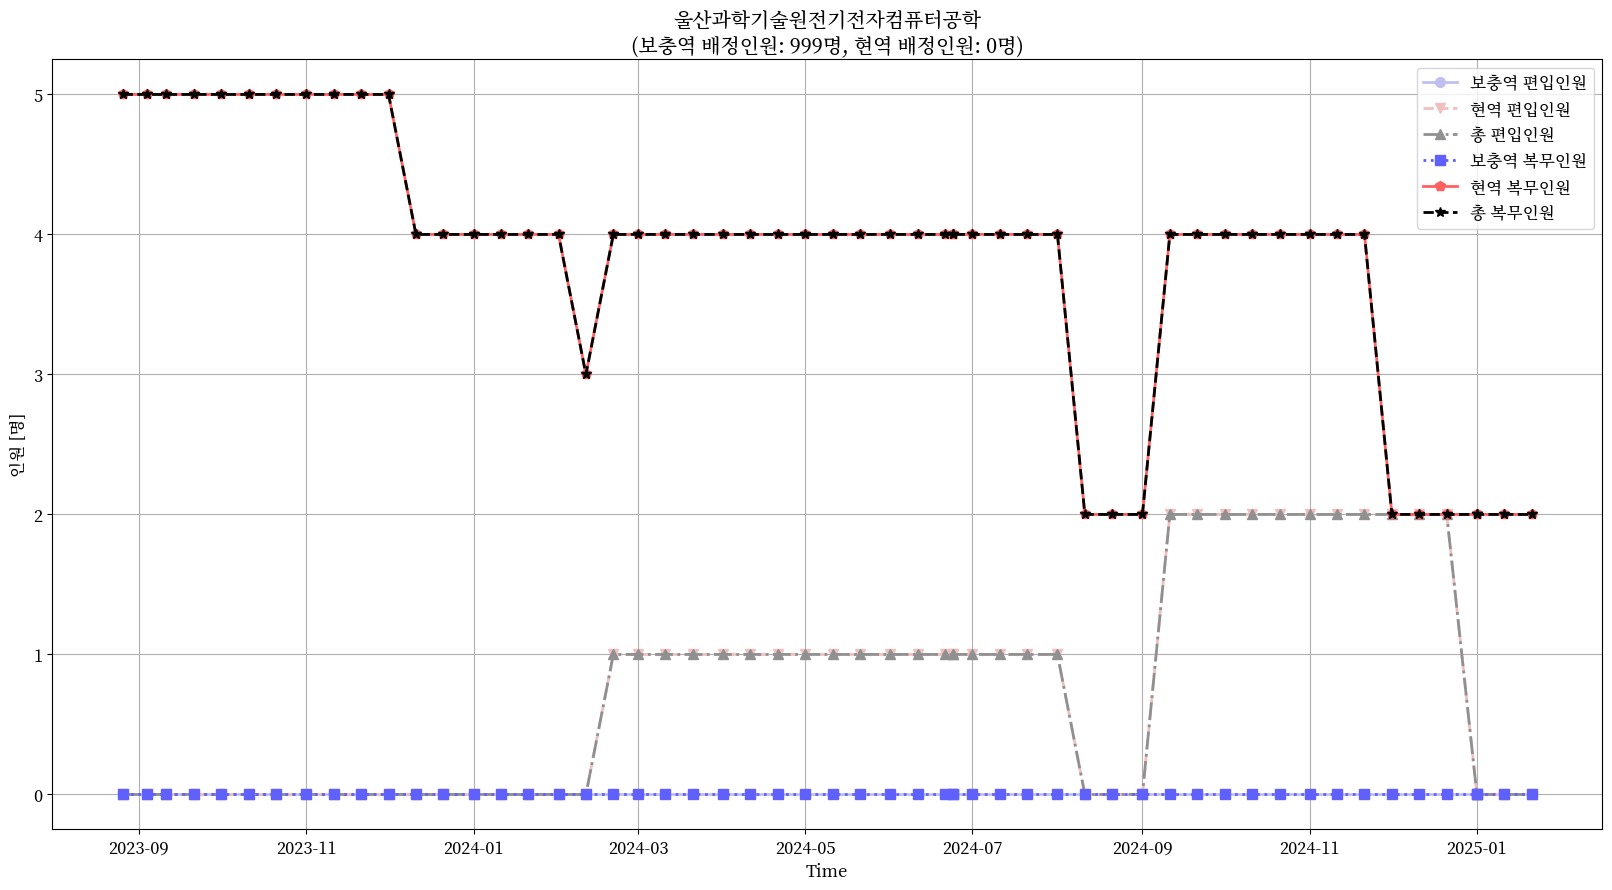 울산과학기술원전기전자컴퓨터공학
(보충역 배정인원: 999명, 현역 배정인원: 0명)
보충역 편입인원
현역 편입인원
총 편입인원
보충역 복무인원
현역 복무인원
총 복무인원
인원 [명]
5
4
3
2
1
0
2023-09
2023-11
2024-01
2024-03
2024-05
2024-07
2024-09
2024-11
2025-01
Time